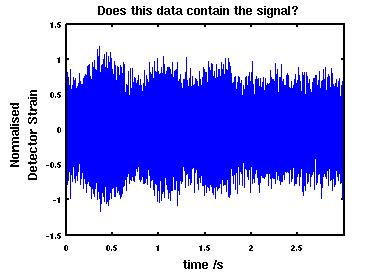 Does this data contain the signal?
1.5
1
0.5
0
-0.5
-1
-1.5
Normalised
Detector Strain
0 0.5 1 1.5 2 2.5
time /s